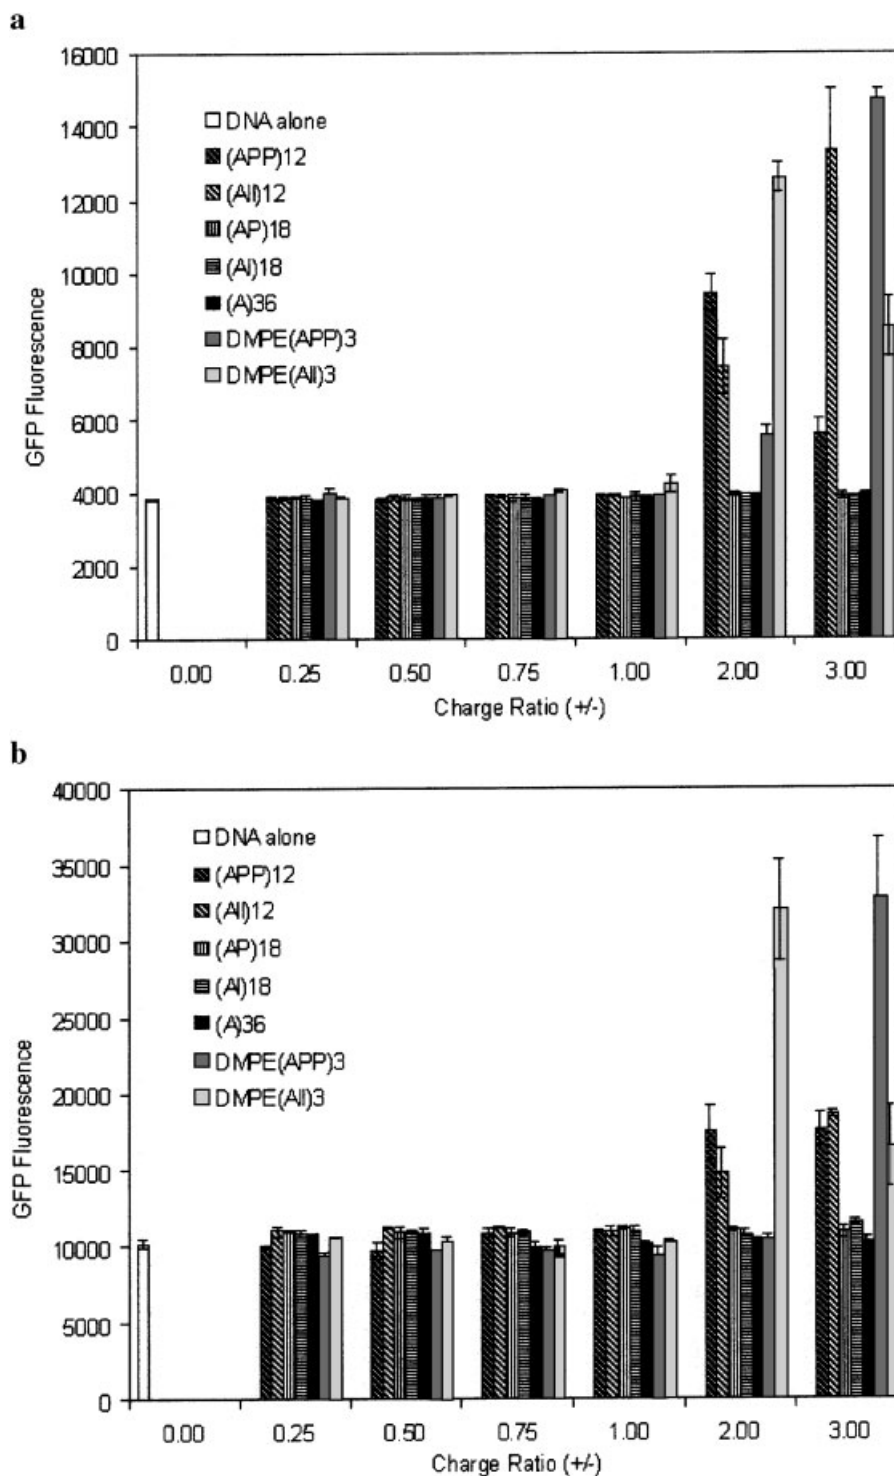 a
16000
14000
12000
10000
8000
6000
4000
2000
0
GFP Fluorescence
DNA alone
(APP)12
(AII)12
(AP)18
(AI)18
(A)36
DMPE(APP)3
DMPE(AII)3
0.00 0.25 0.50 0.75 1.00 2.00 3.00
Charge Ratio (+/-)
b
40000
35000
30000
25000
20000
15000
10000
5000
0
GFP Fluorescence
DNA alone
(APP)12
(AII)12
(AP)18
(AI)18
(A)36
DMPE(APP)3
DMPE(AII)3
0.00 0.25 0.50 0.75 1.00 2.00 3.00
Charge Ratio (+/-)